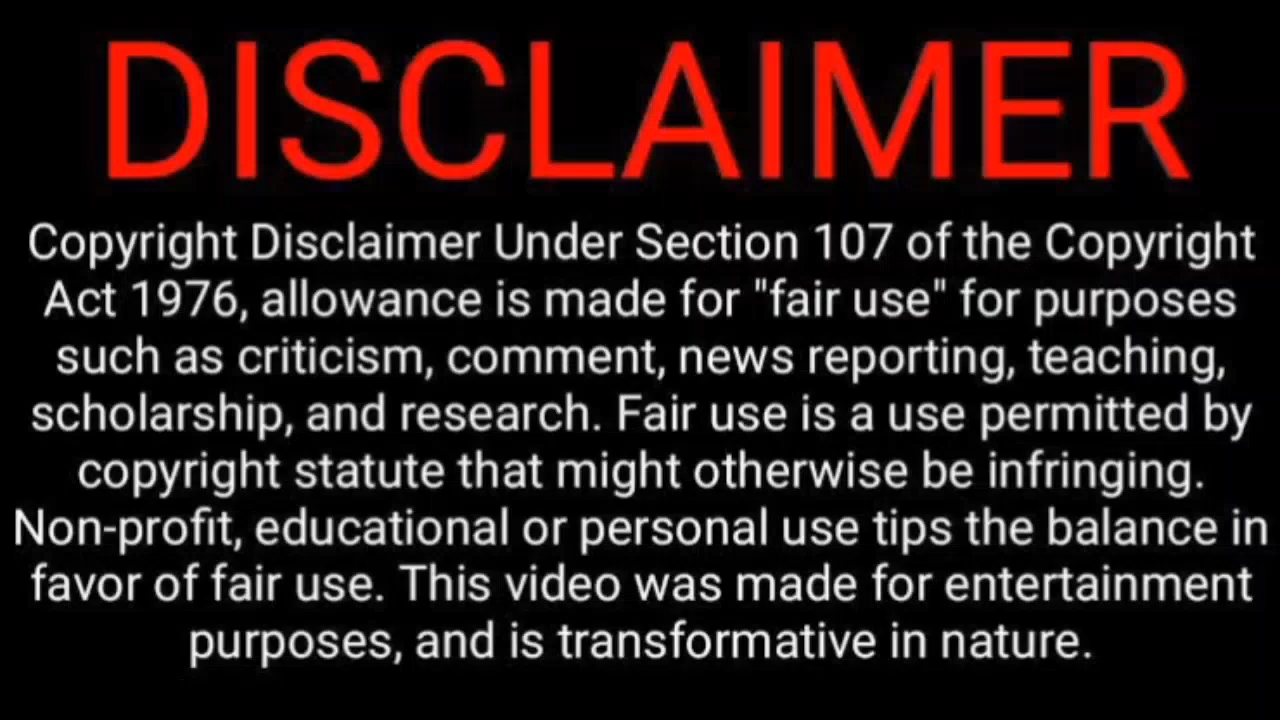 DISCLAIMER
Copyright Disclaimer Under Section 107 of the Copyright
Act 1976, allowance is made for "fair use" for purposes
such as criticism, comment, news reporting, teaching,
scholarship, and research. Fair use is a use permitted by
copyright statute that might otherwise be infringing.
Non-profit, educational or personal use tips the balance in
favor of fair use. This video was made for entertainment
purposes, and is transformative in nature.